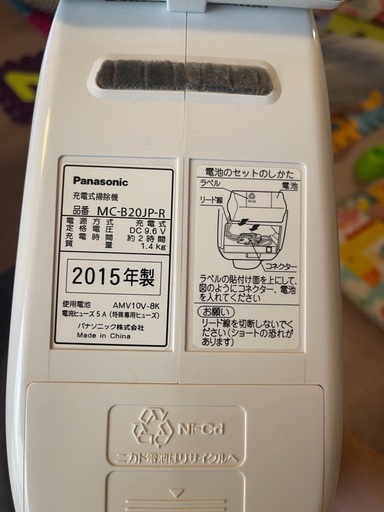 Panasonic
充電式掃除機
品番 MC-B20JP-R
電源方式 充電式
定格電圧 DC 9.6 V
充電時間 約2時間
質量 1.4 kg
2015年製
使用電池 AMV10V-8K
電流ヒューズ 5 A (特殊専用ヒューズ)
パナソニック株式会社
Made in China
電池のセットのしかた
ラベル 電池
リード線
コネクター
ラベルの貼付け面を上にして、
図のようにコネクター、電池
を入れてください
お願い
リード線を切断しないでく
ださい(ショートの恐れが
あります)
Ni-Cd
ニカド電池はリサイクルへ